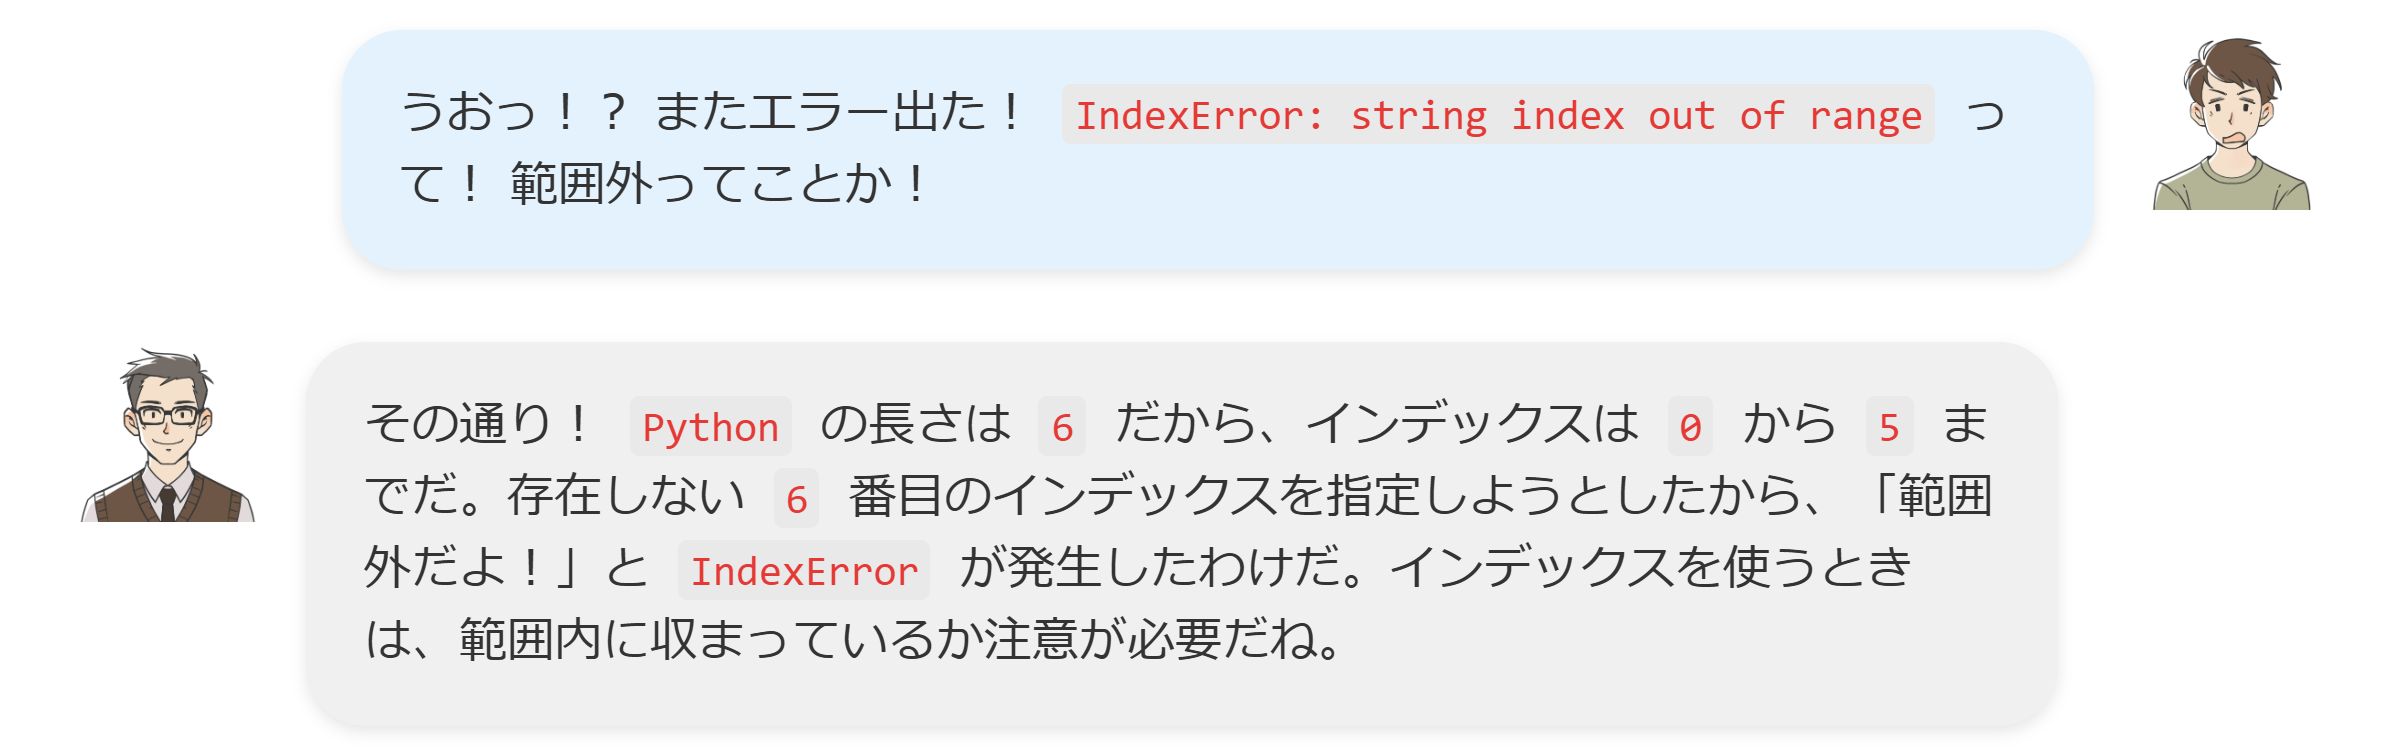 うおっ！？ またエラー出た！ IndexError: string index out of range っ
て！ 範囲外ってことか！
その通り！ Python の長さは 6 だから、インデックスは 0 から 5 ま
でだ。存在しない 6 番目のインデックスを指定しようとしたから、「範囲
外だよ！」と IndexError が発生したわけだ。インデックスを使うとき
は、範囲内に収まっているか注意が必要だね。